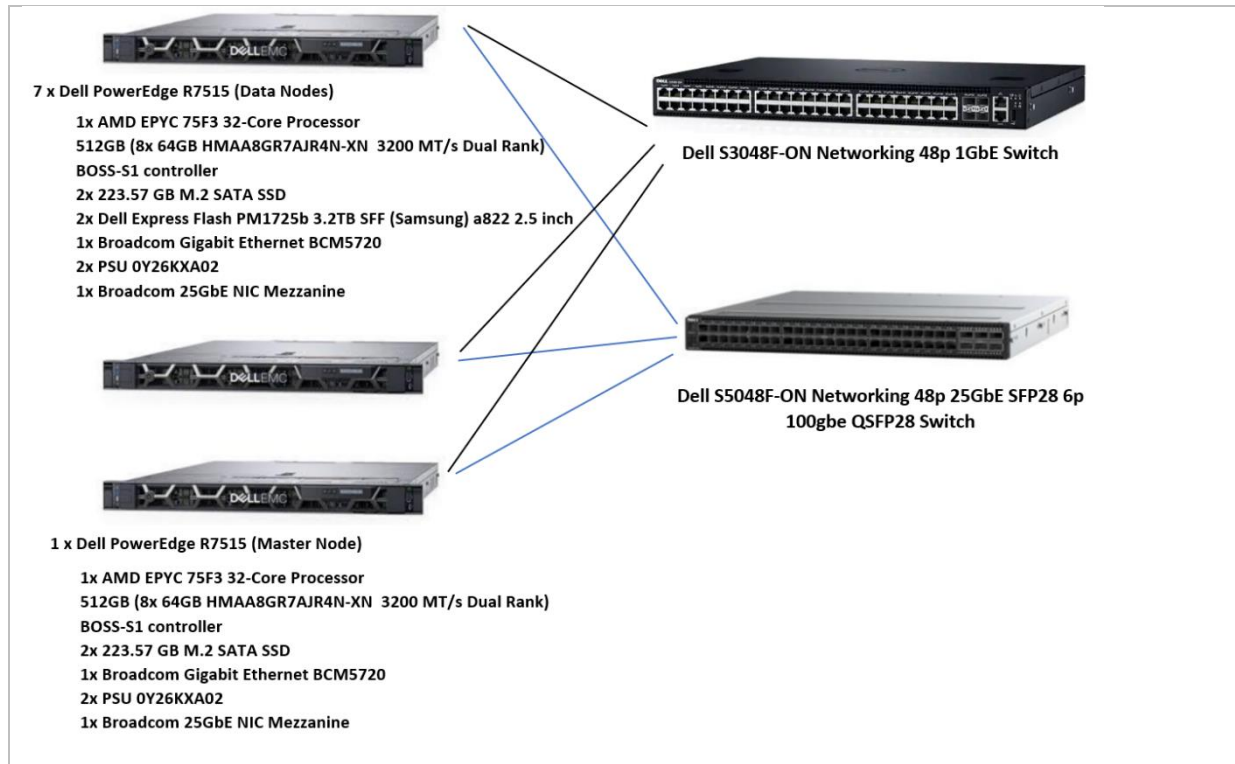 DELLEMC
7 x Dell PowerEdge R7515 (Data Nodes)
1x AMD EPYC 75F3 32-Core Processor
512GB (8x 64GB HMAA8GR7AJR4N-XN 3200 MT/s Dual Rank)
BOSS-S1 controller
2x 223.57 GB M.2 SATA SSD
2x Dell Express Flash PM1725b 3.2TB SFF (Samsung) a822 2.5 inch
1x Broadcom Gigabit Ethernet BCM5720
2x PSU 0Y26KXA02
1x Broadcom 25GbE NIC Mezzanine
Dell S3048F-ON Networking 48p 1GbE Switch
DELLEMC
Dell S5048F-ON Networking 48p 25GbE SFP28 6p
100gbe QSFP28 Switch
DELLEMC
1 x Dell PowerEdge R7515 (Master Node)
1x AMD EPYC 75F3 32-Core Processor
512GB (8x 64GB HMAA8GR7AJR4N-XN 3200 MT/s Dual Rank)
BOSS-S1 controller
2x 223.57 GB M.2 SATA SSD
1x Broadcom Gigabit Ethernet BCM5720
2x PSU 0Y26KXA02
1x Broadcom 25GbE NIC Mezzanine